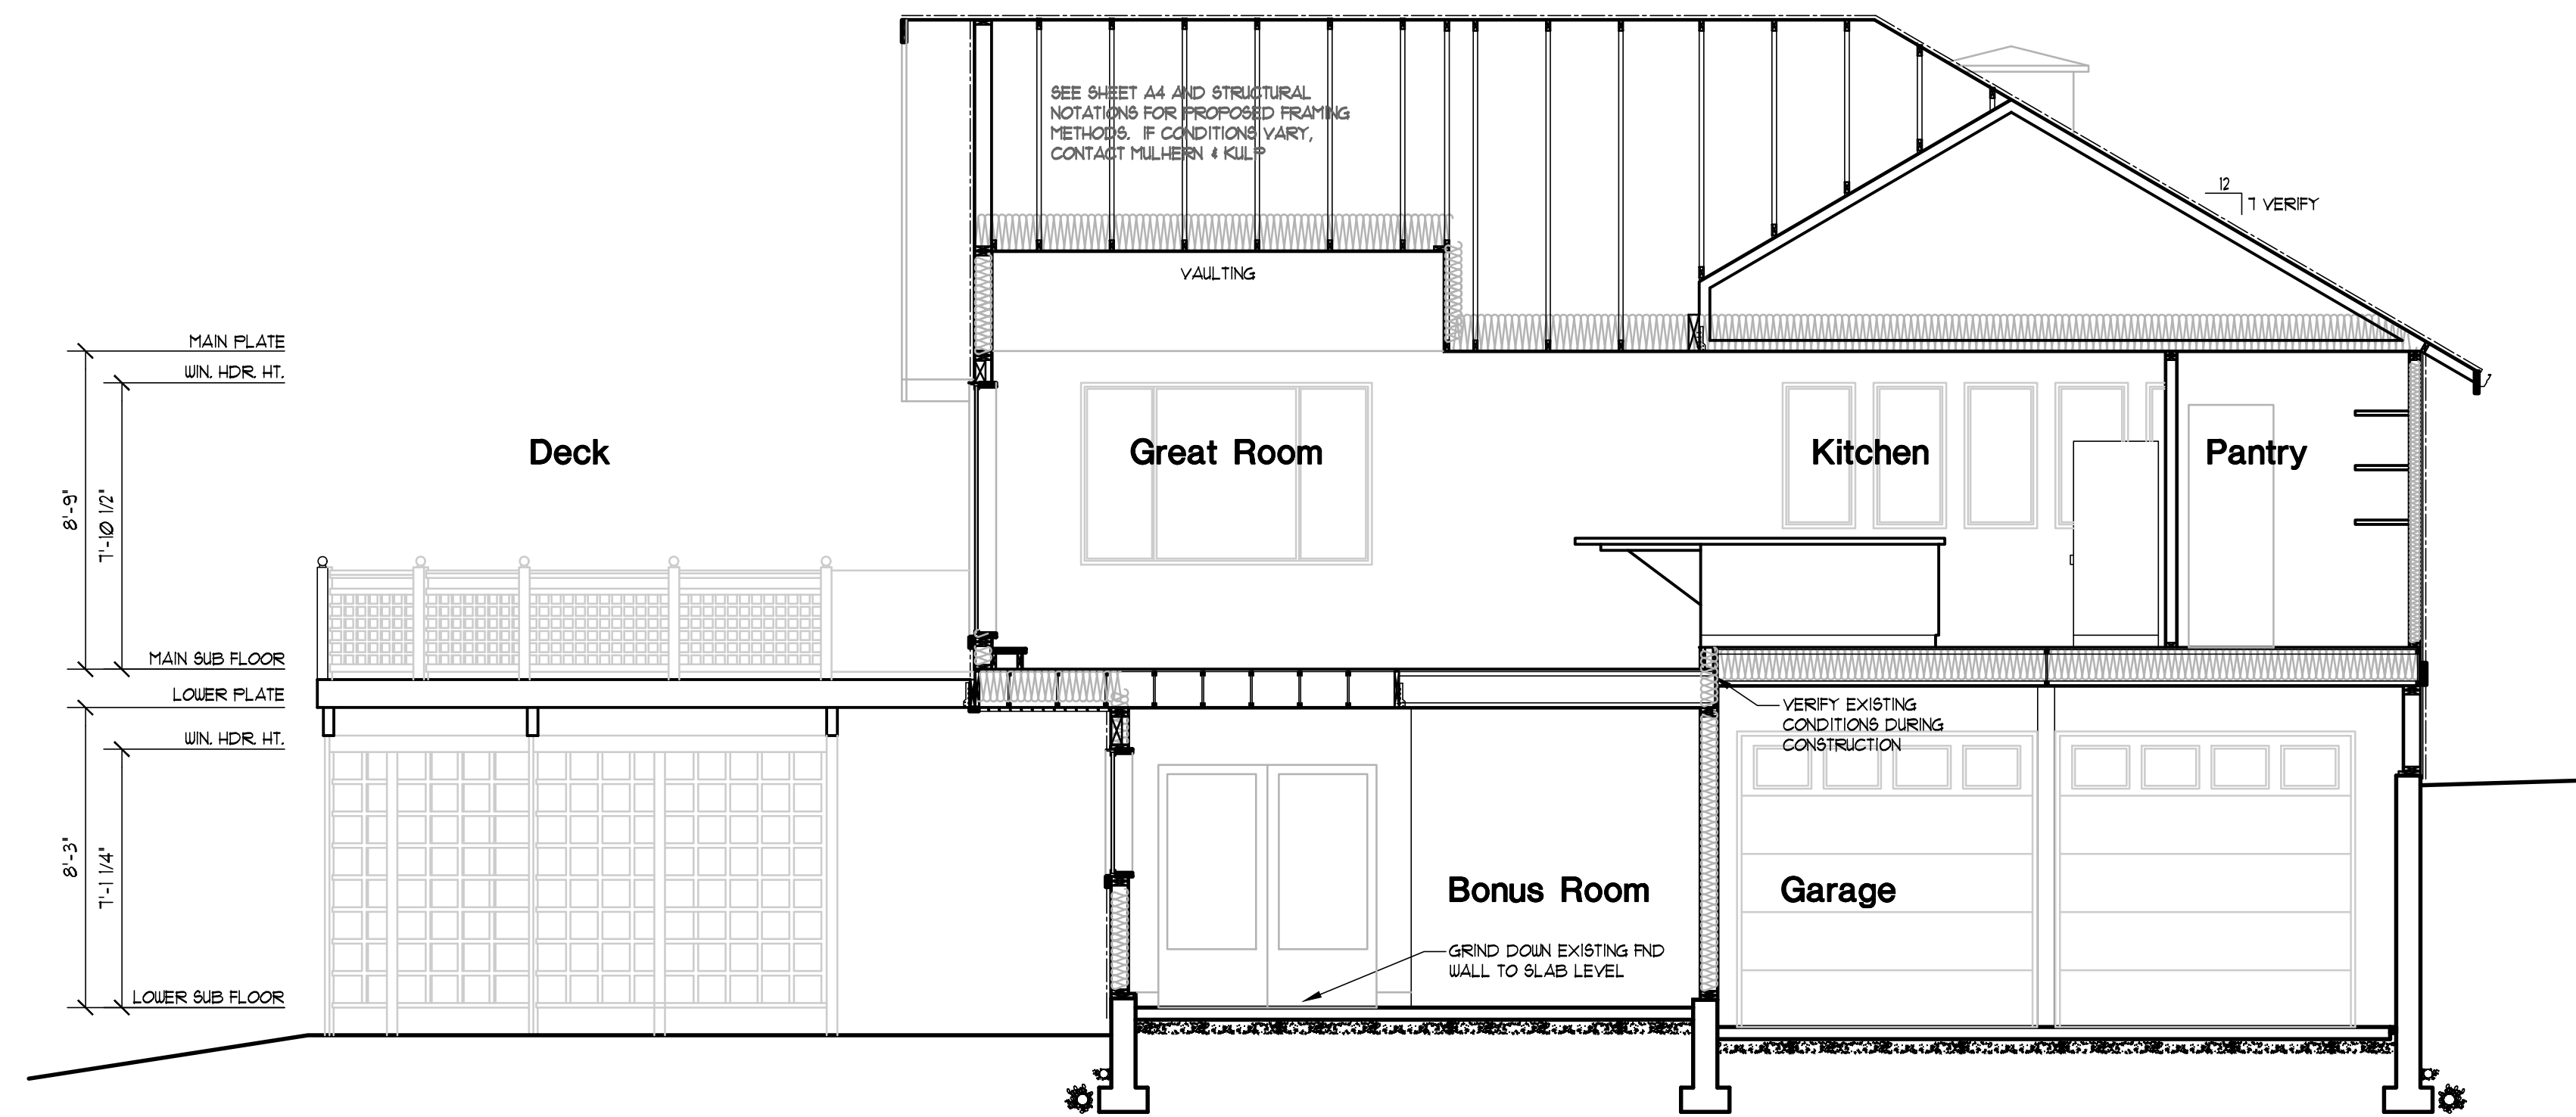 SEE SHEET A4 AND STRUCTURAL
NOTATIONS FOR PROPOSED FRAMING
METHODS. IF CONDITIONS VARY,
CONTACT MULHERN & KULP
12
7 VERIFY
VAULTING
MAIN PLATE
WIN. HDR. HT.
Deck
Great Room
Kitchen
Pantry
8'-9"
7'-10 1/2"
MAIN SUB FLOOR
LOWER PLATE
WIN. HDR. HT.
VERIFY EXISTING
CONDITIONS DURING
CONSTRUCTION
8'-3"
7'-1 1/4"
Bonus Room
Garage
GRIND DOWN EXISTING FND
WALL TO SLAB LEVEL
LOWER SUB FLOOR